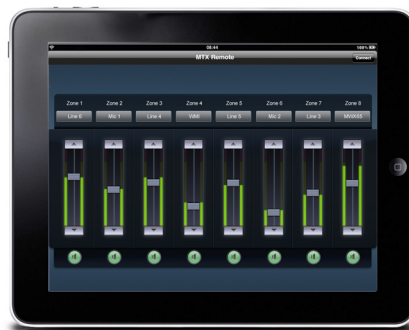 08:44 100%
MTX Remote Connect
Zone 1 Zone 2 Zone 3 Zone 4 Zone 5 Zone 6 Zone 7 Zone 8
Line 6 Mic 1 Line 4 WMI Line 5 Mic 2 Line 3